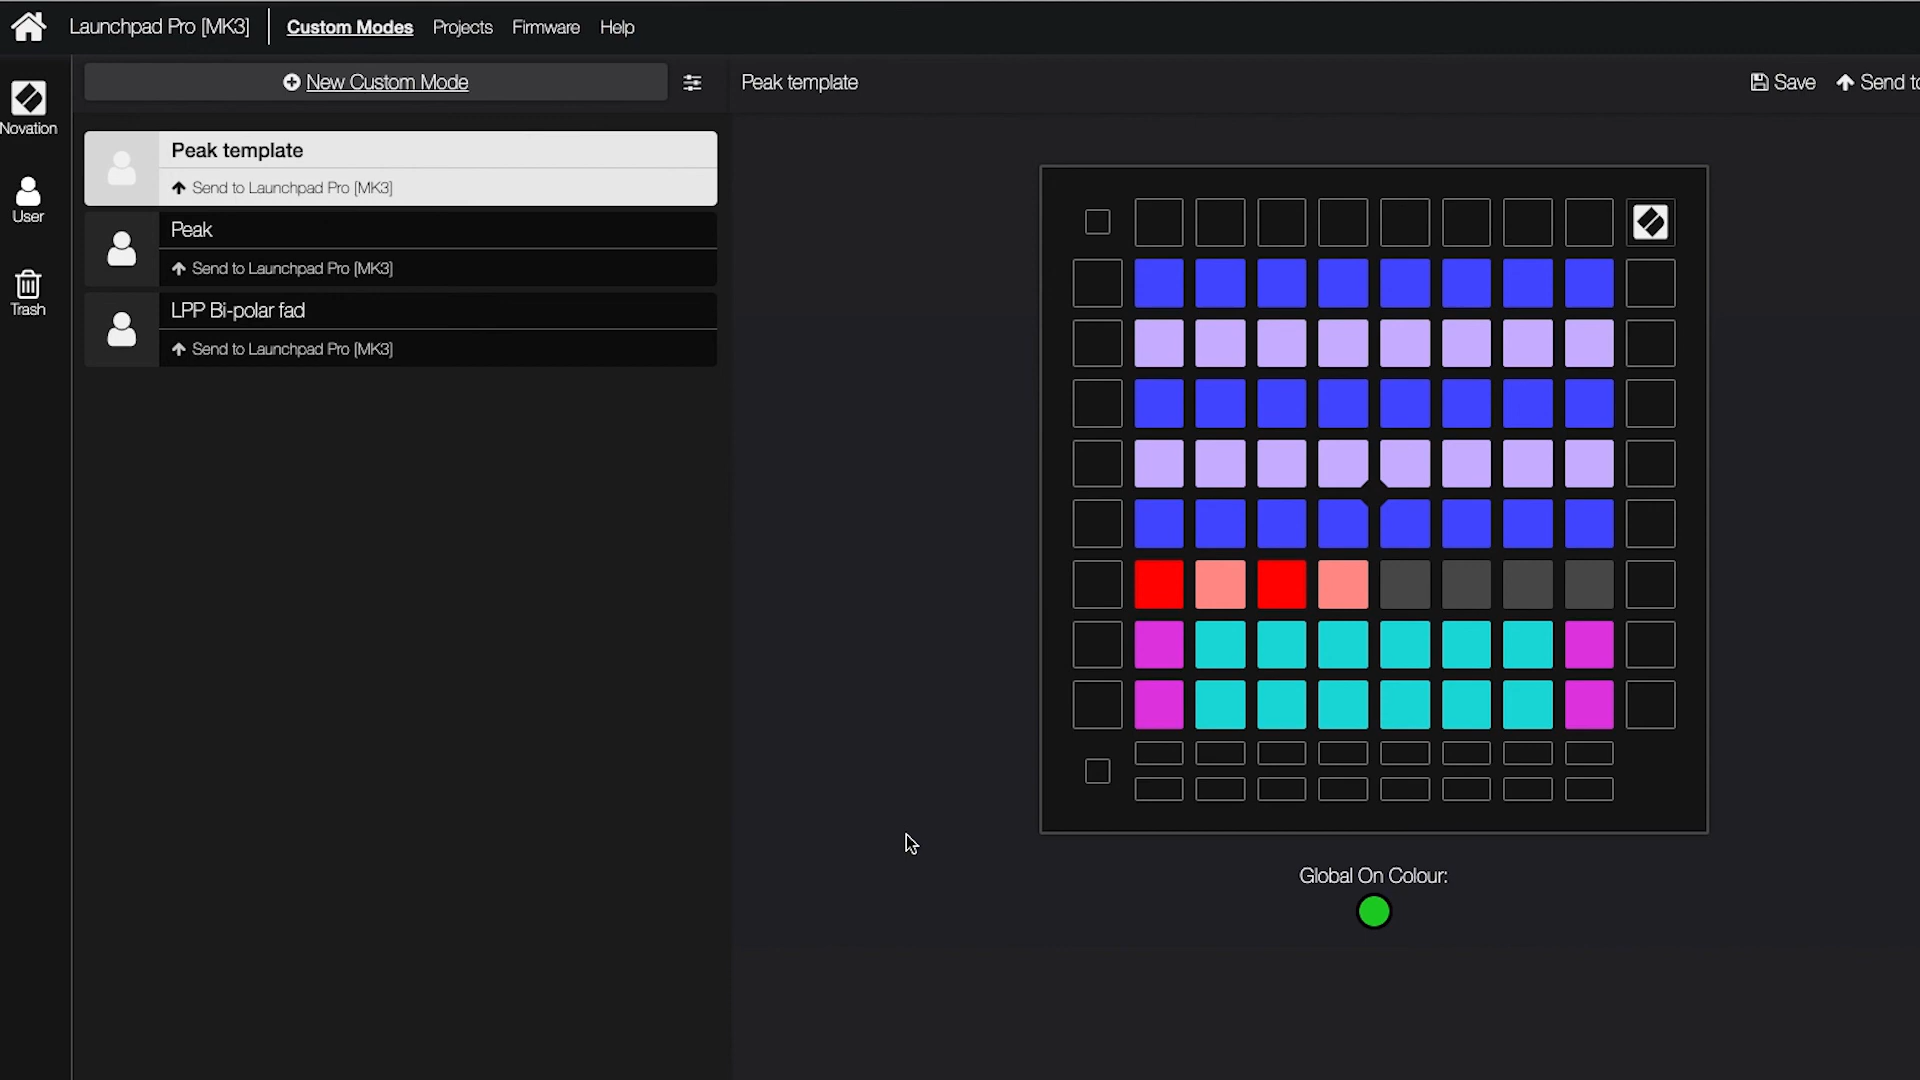 Launchpad Pro [MK3]
Custom Modes
Projects
Firmware
Help
Novation
User
Trash
New Custom Mode
Peak template
Send to Launchpad Pro [MK3]
Peak
Send to Launchpad Pro [MK3]
LPP Bi-polar fad
Send to Launchpad Pro [MK3]
Peak template
Save
Send to
Global On Colour: